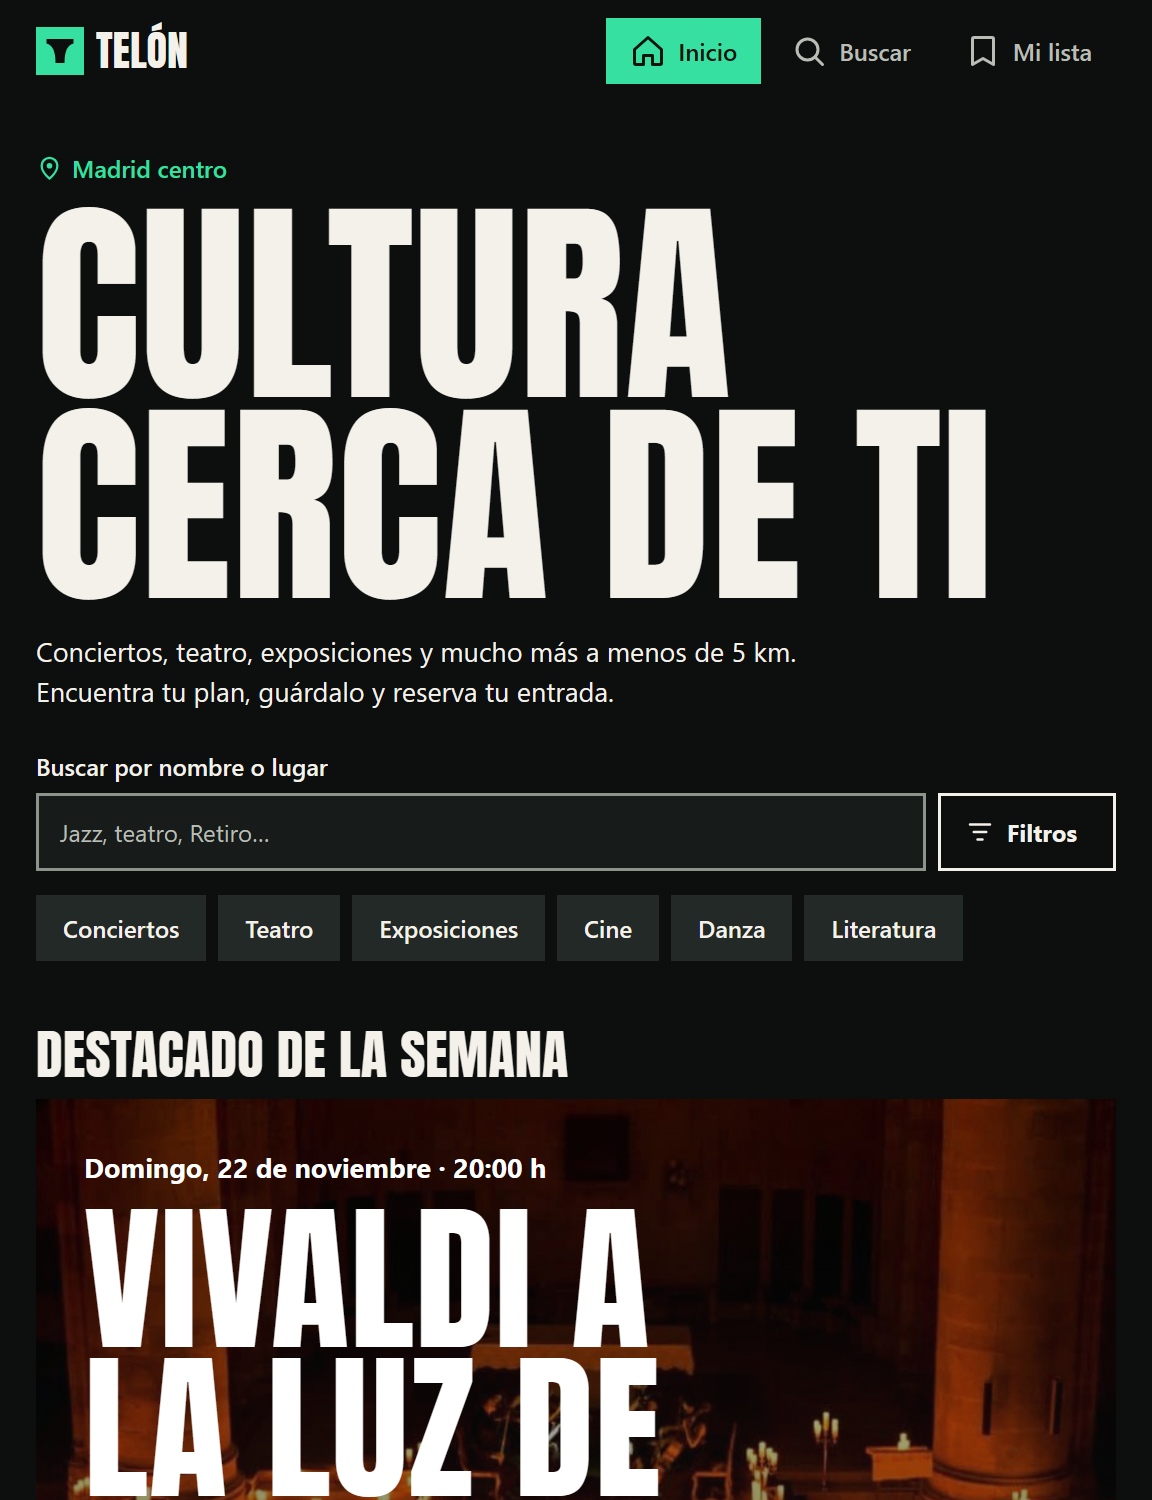 TELÓN
Inicio
Buscar
Mi lista
Madrid centro
CULTURA
CERCA DE TI
Conciertos, teatro, exposiciones y mucho más a menos de 5 km.
Encuentra tu plan, guárdalo y reserva tu entrada.
Buscar por nombre o lugar
Jazz, teatro, Retiro...
Filtros
Conciertos
Teatro
Exposiciones
Cine
Danza
Literatura
DESTACADO DE LA SEMANA
Domingo, 22 de noviembre · 20:00 h
VIVALDI A
LA LUZ DE